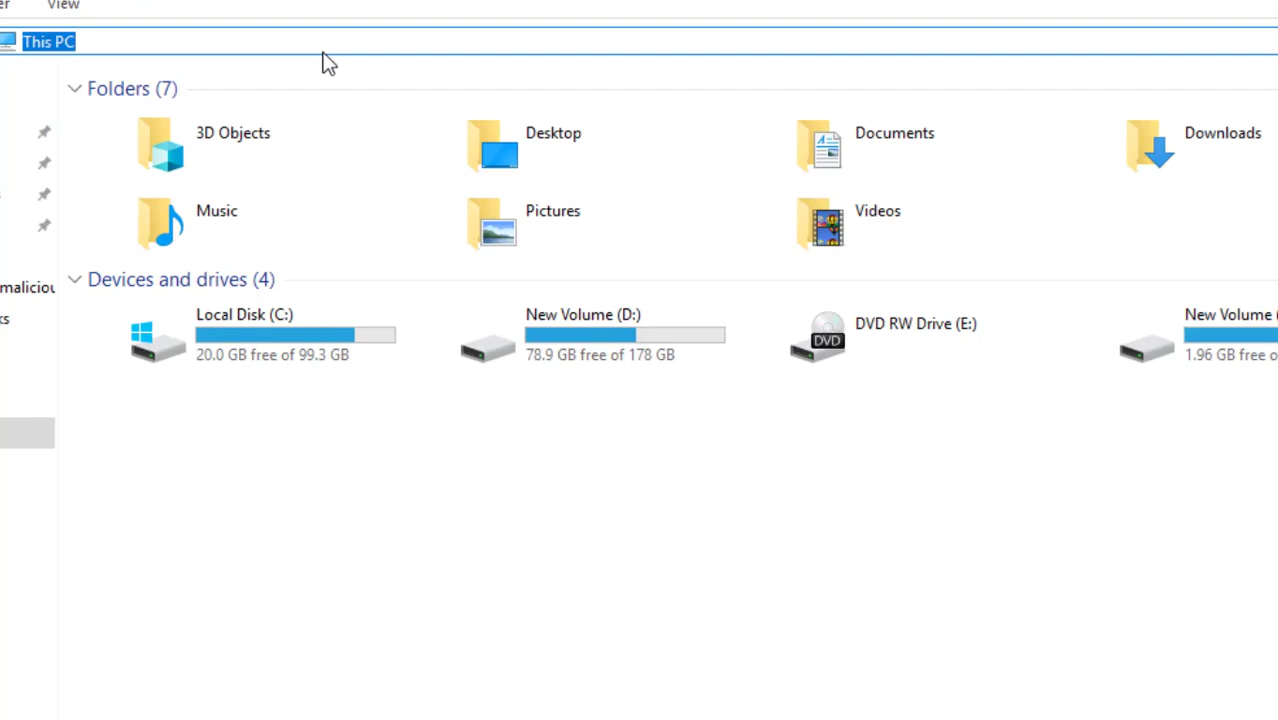 View
This PC
Folders (7)
3D Objects
Desktop
Documents
Downloads
Music
Pictures
Videos
Devices and drives (4)
Local Disk (C:)
20.0 GB free of 99.3 GB
New Volume (D:)
78.9 GB free of 178 GB
DVD RW Drive (E:)
DVD
New Volume (
1.96 GB free o